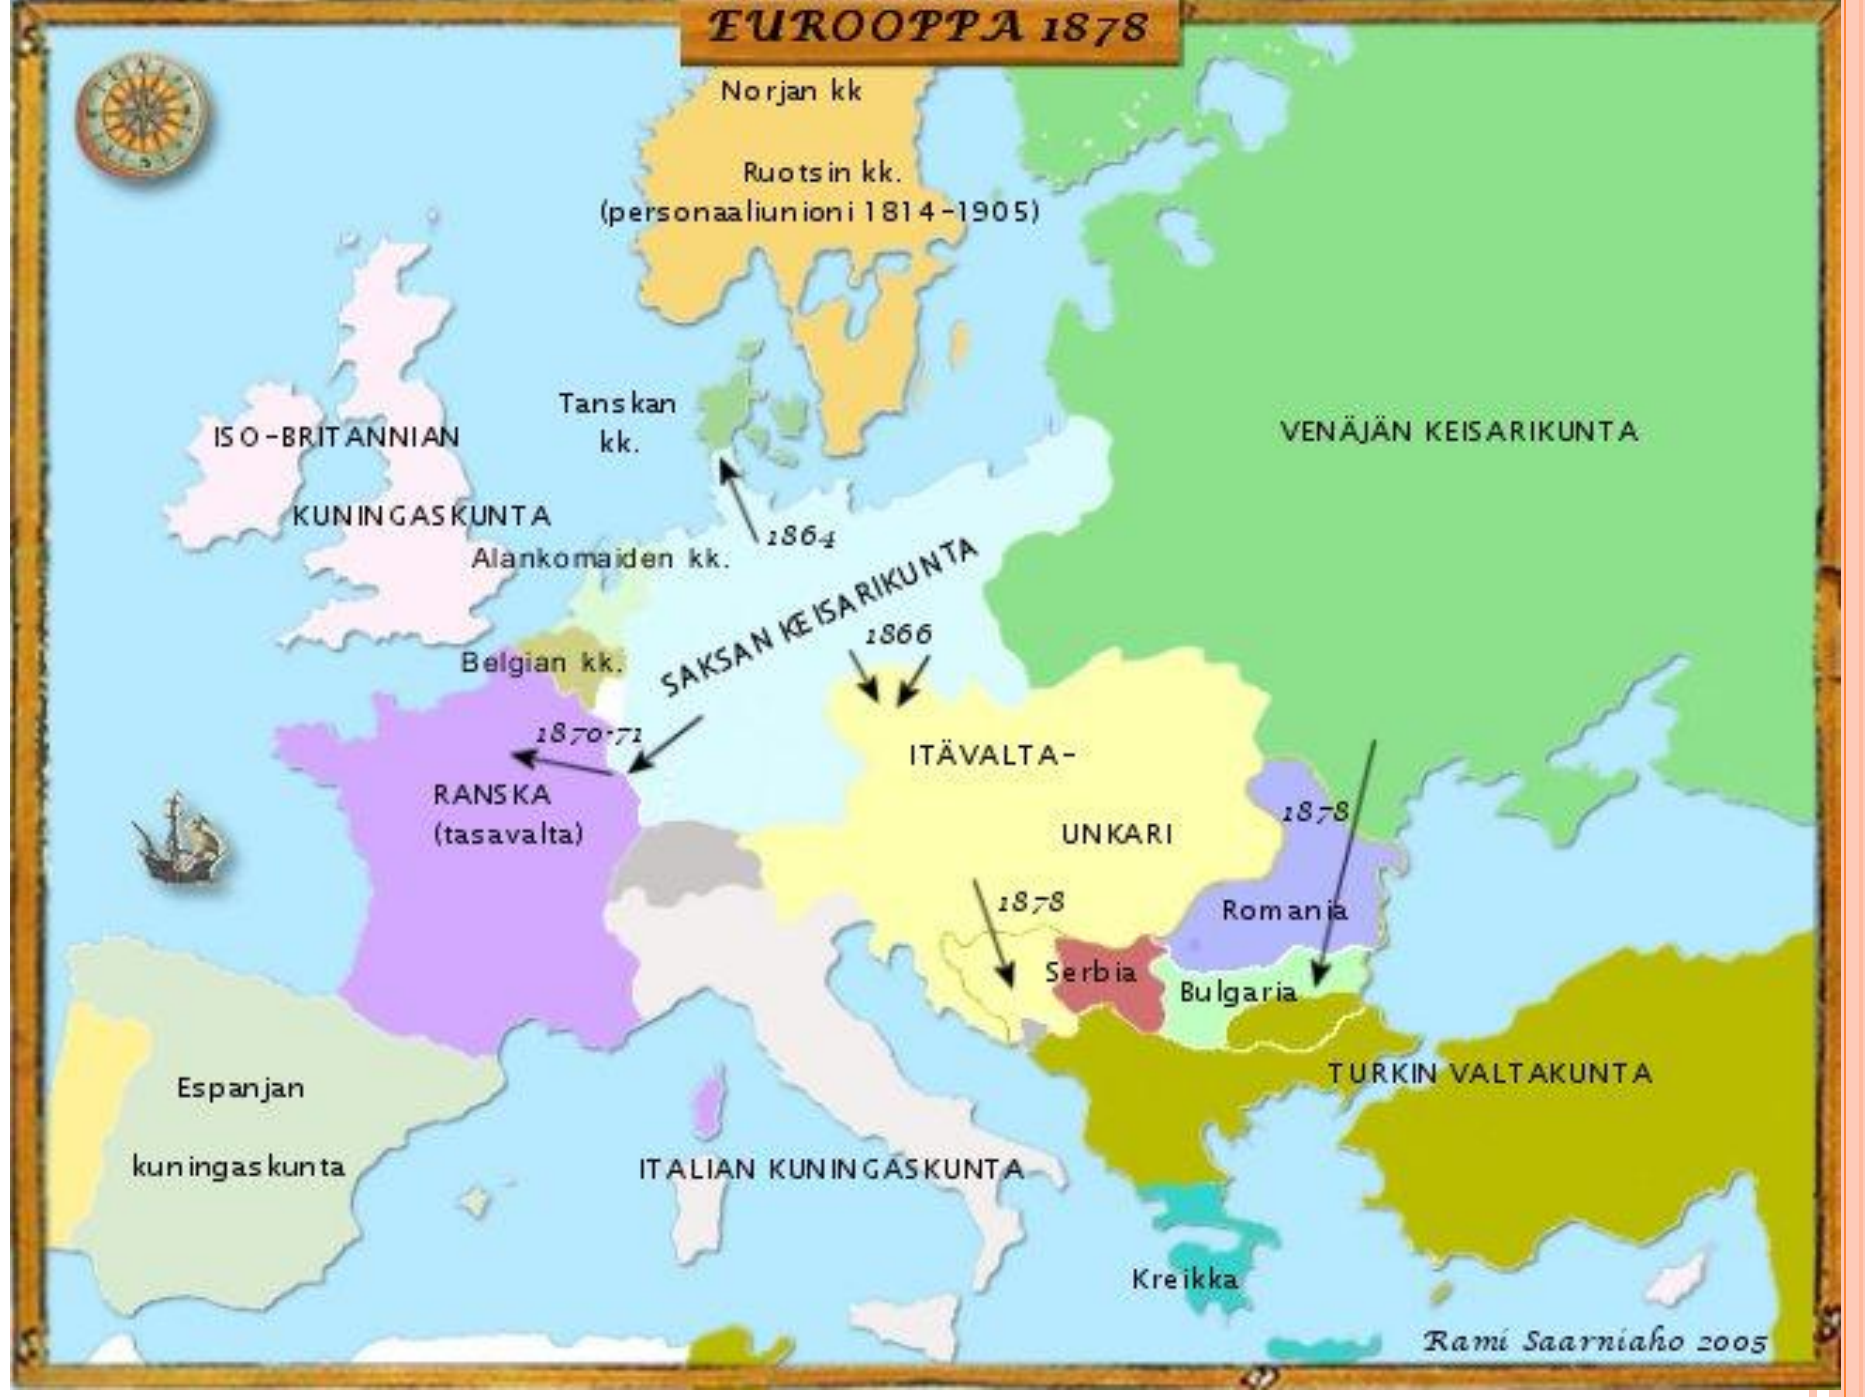 EUROOPPA 1878
Norjan kk
Ruotsin kk.
(personaaliunioni 1814-1905)
Tanskan
kk.
ISO-BRITANNIAN
KUNINGASKUNTA
VENÄJÄN KEISARIKUNTA
1864
Alankomaiden kk.
SAKSAN KEISARIKUNTA
1866
Belgian kk.
1870-71
RANSKA
(tasavalta)
ITÄVALTA-
UNKARI
1878
1878
Romania
Serbia
Bulgaria
TURKIN VALTAKUNTA
Espanjan
kuningaskunta
ITALIAN KUNINGASKUNTA
Kreikka
Rami Saarniaho 2005